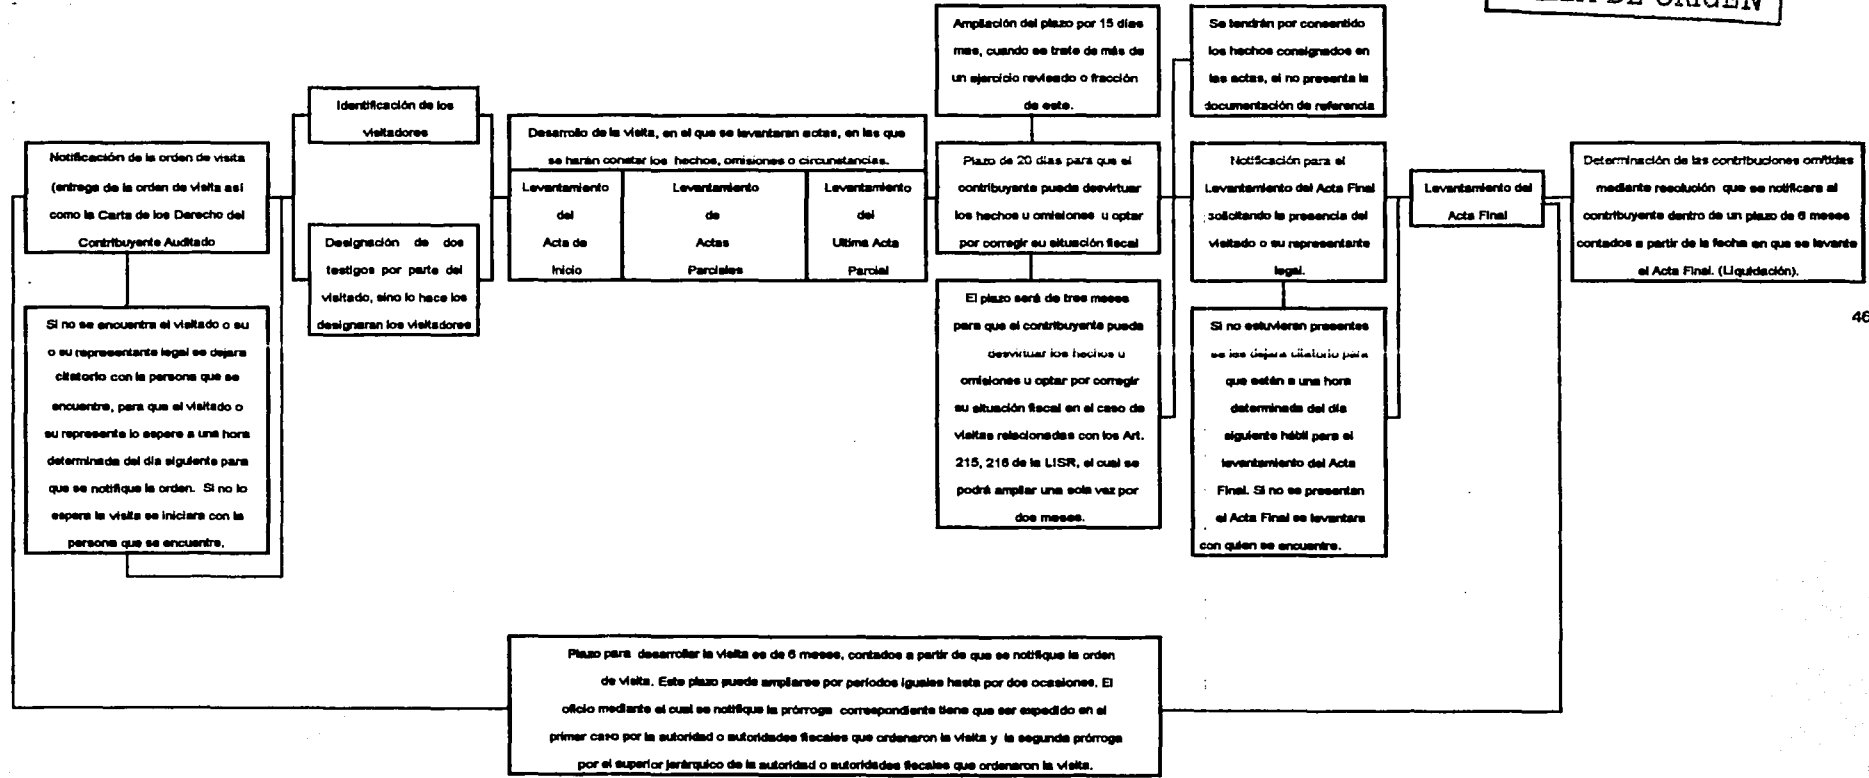 DE ORIGEN
Notificación de la orden de visita
(entrega de la orden de visita así
como la Carta de los Derecho del
Contribuyente Auditado
Si no se encuentra el visitado o su
o su representante legal se dejara
citatorio con la persona que se
encuentre, para que el visitado o
su represente lo espere a una hora
determinada del día siguiente para
que se notifique la orden. Si no lo
espera la visita se iniciara con la
persona que se encuentre.
Identificación de los
visitadores
Designación de dos
testigos por parte del
visitado, sino lo hace los
designaran los visitadores
Desarrollo de la visita, en el que se levantaran actas, en las que
se harán constar los hechos, omisiones o circunstancias.
Levantamiento
del
Acta de
Inicio
Levantamiento
de
Actas
Parciales
Levantamiento
del
Ultima Acta
Parcial
Ampliación del plazo por 15 días
mas, cuando se trate de más de
un ejercicio revisado o fracción
de este.
Plazo de 20 días para que el
contribuyente pueda desvirtuar
los hechos u omisiones u optar
por corregir su situación fiscal
El plazo será de tres meses
para que el contribuyente pueda
desvirtuar los hechos u
omisiones u optar por corregir
su situación fiscal en el caso de
visitas relacionadas con los Art.
215, 216 de la LISR, el cual se
podrá ampliar una sola vez por
dos meses.
Se tendrán por consentido
los hechos consignados en
las actas, si no presenta la
documentación de referencia
Notificación para el
Levantamiento del Acta Final
solicitando la presencia del
visitado o su representante
legal.
Si no estuvieran presentes
se les dejara citatorio para
que estén a una hora
determinada del día
siguiente hábil para el
levantamiento del Acta
Final. Si no se presentan
el Acta Final se levantara
con quien se encuentre.
Levantamiento del
Acta Final
Determinación de las contribuciones omitidas
mediante resolución que se notificara al
contribuyente dentro de un plazo de 6 meses
contados a partir de la fecha en que se levante
el Acta Final. (Liquidación).
46
Plazo para desarrollar la visita es de 6 meses, contados a partir de que se notifique la orden
de visita. Este plazo puede ampliarse por períodos iguales hasta por dos ocasiones. El
oficio mediante el cual se notifique la prórroga correspondiente tiene que ser expedido en el
primer caso por la autoridad o autoridades fiscales que ordenaron la visita y la segunda prórroga
por el superior jerárquico de la autoridad o autoridades fiscales que ordenaron la visita.